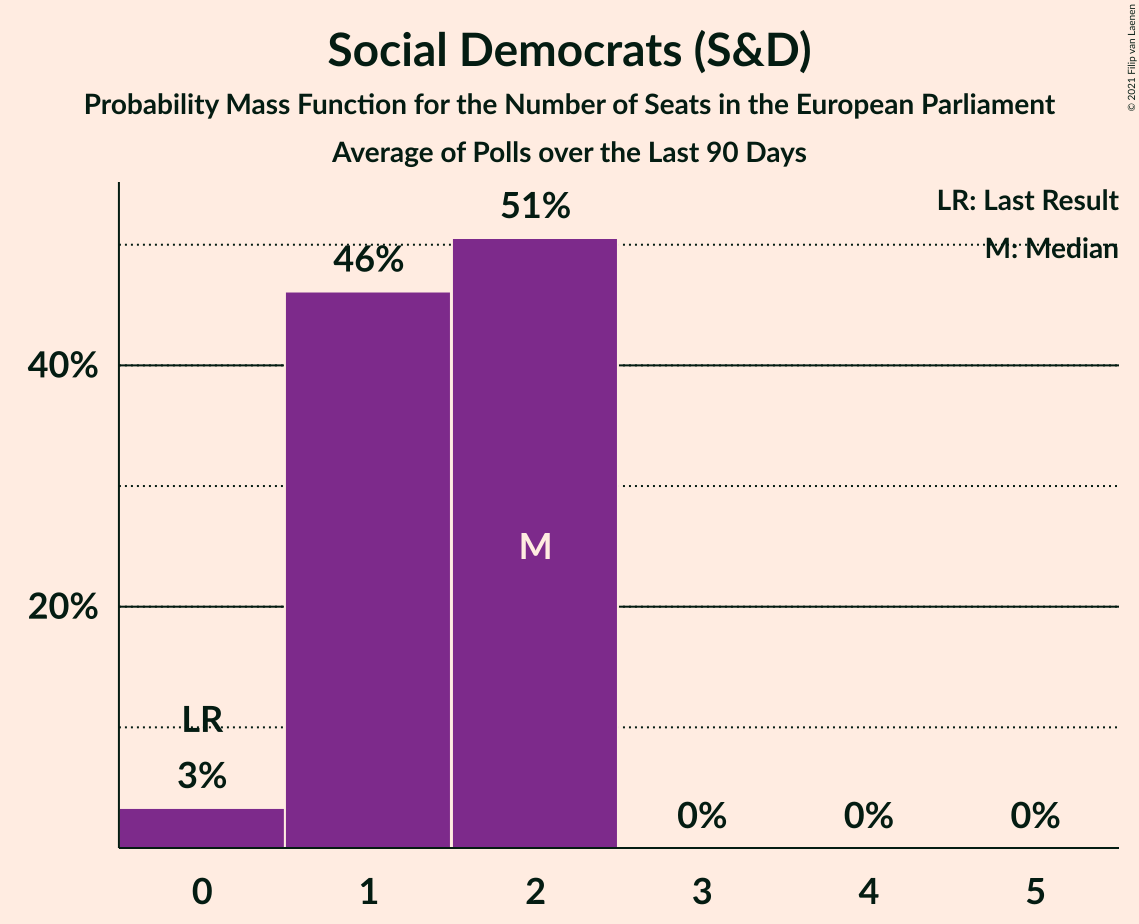 Social Democrats (S&D)
Probability Mass Function for the Number of Seats in the European Parliament
Average of Polls over the Last 90 Days
© 2021 Filip van Laenen
LR: Last Result
M: Median
51%
46%
40%
M
20%
LR
3%
0% 0% 0%
0 1 2 3 4 5